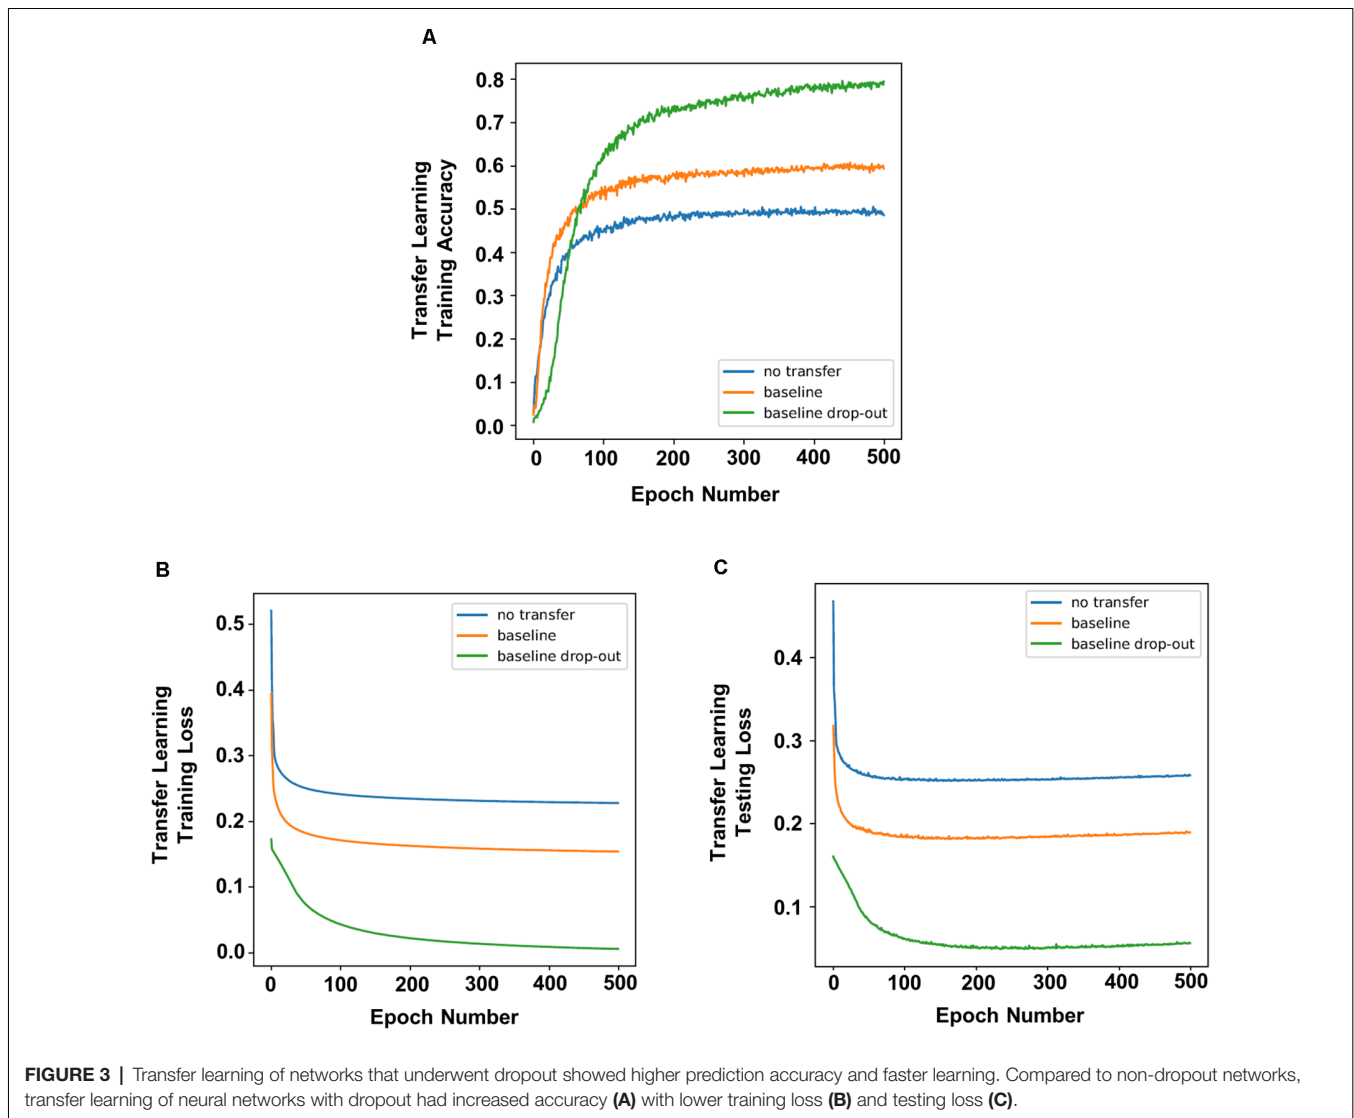 A
0.8
0.7
0.6
0.5
0.4
0.3
0.2
0.1
0.0
Transfer Learning
Training Accuracy
no transfer
baseline
baseline drop-out
0 100 200 300 400 500
Epoch Number
B
0.5
0.4
0.3
0.2
0.1
0.0
Transfer Learning
Training Loss
no transfer
baseline
baseline drop-out
0 100 200 300 400 500
Epoch Number
C
0.4
0.3
0.2
0.1
Transfer Learning
Testing Loss
no transfer
baseline
baseline drop-out
0 100 200 300 400 500
Epoch Number
FIGURE 3 | Transfer learning of networks that underwent dropout showed higher prediction accuracy and faster learning. Compared to non-dropout networks,
transfer learning of neural networks with dropout had increased accuracy (A) with lower training loss (B) and testing loss (C).